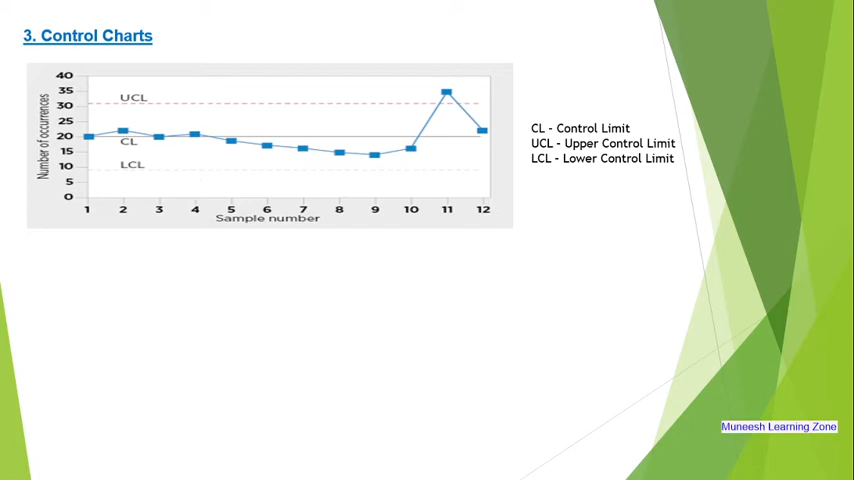 3. Control Charts
40
35
30
25
20
15
10
5
0
Number of occurrences
UCL
CL
LCL
1 2 3 4 5 6 7 8 9 10 11 12
Sample number
CL - Control Limit
UCL - Upper Control Limit
LCL - Lower Control Limit
Muneesh Learning Zone